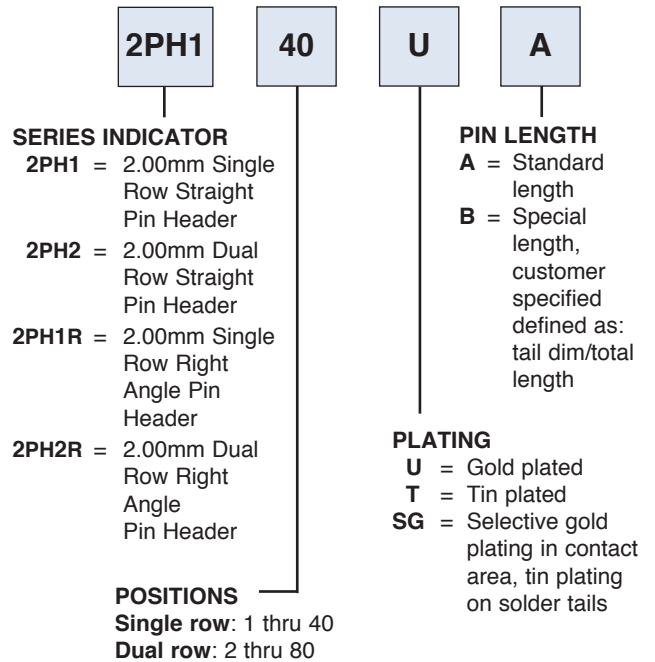 2PH1 40 U A
SERIES INDICATOR
2PH1 = 2.00mm Single
Row Straight
Pin Header
2PH2 = 2.00mm Dual
Row Straight
Pin Header
2PH1R = 2.00mm Single
Row Right
Angle Pin
Header
2PH2R = 2.00mm Dual
Row Right
Angle
Pin Header
POSITIONS
Single row: 1 thru 40
Dual row: 2 thru 80
PLATING
U = Gold plated
T = Tin plated
SG = Selective gold
plating in contact
area, tin plating
on solder tails
PIN LENGTH
A = Standard
length
B = Special
length,
customer
specified
defined as:
tail dim/total
length